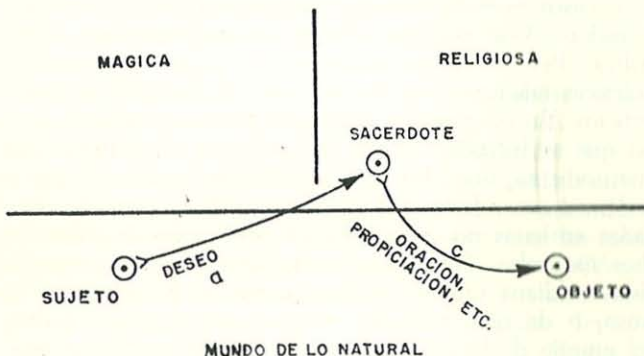 MAGICA
RELIGIOSA
SACERDOTE
DESEO
a
ORACION,
PROPICIACION, ETC.
C
SUJETO
OBJETO
MUNDO DE LO NATURAL